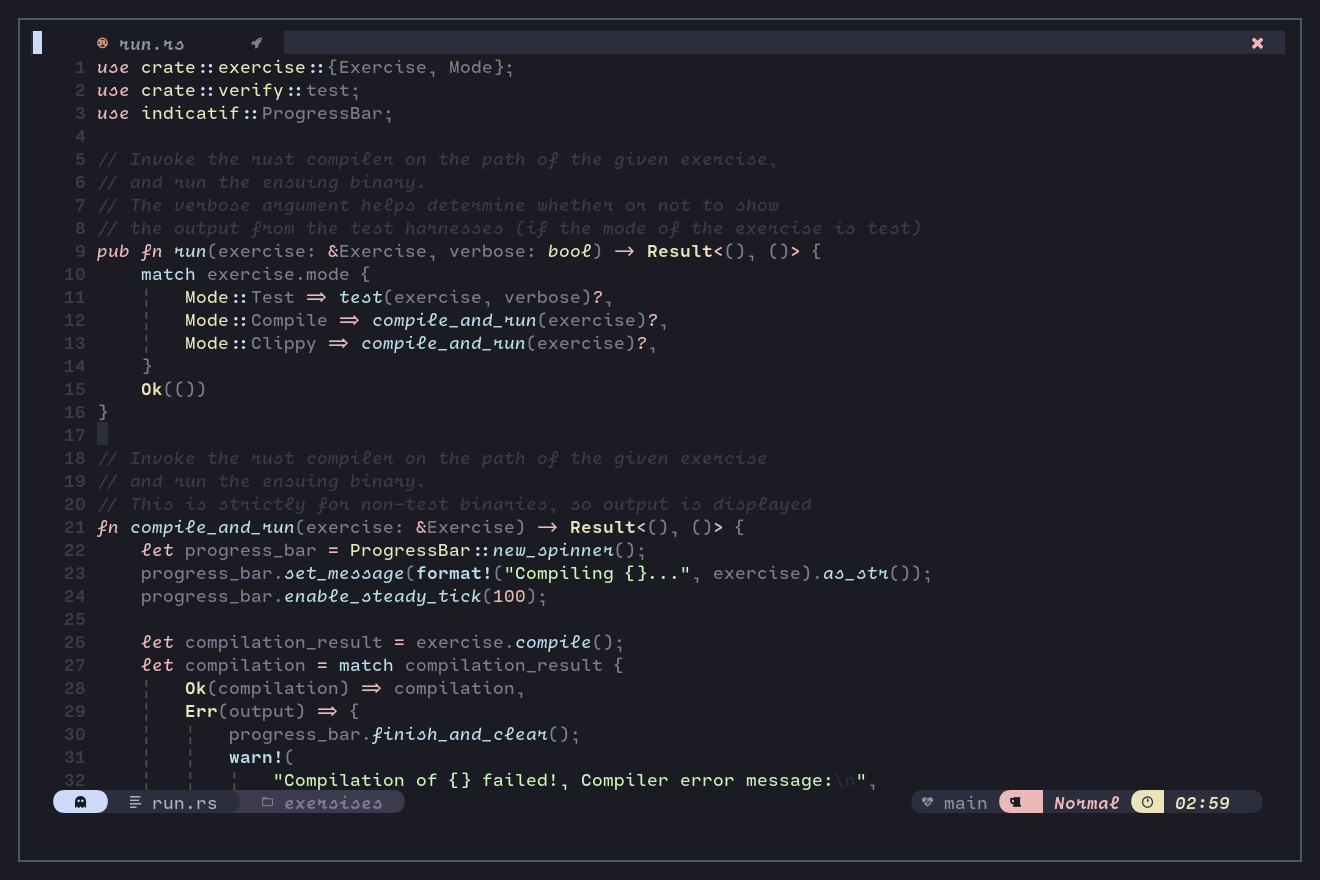 run.rs
1 use crate::exercise::{Exercise, Mode};
2 use crate::verify::test;
3 use indicatif::ProgressBar;
4
5 // Invoke the rust compiler on the path of the given exercise,
6 // and run the ensuing binary.
7 // The verbose argument helps determine whether or not to show
8 // the output from the test harnesses (if the mode of the exercise is test)
9 pub fn run(exercise: &Exercise, verbose: bool) -> Result<(), ()> {
10     match exercise.mode {
11         Mode::Test => test(exercise, verbose)?,
12         Mode::Compile => compile_and_run(exercise)?,
13         Mode::Clippy => compile_and_run(exercise)?,
14     }
15     Ok(())
16 }
17
18 // Invoke the rust compiler on the path of the given exercise
19 // and run the ensuing binary.
20 // This is strictly for non-test binaries, so output is displayed
21 fn compile_and_run(exercise: &Exercise) -> Result<(), ()> {
22     let progress_bar = ProgressBar::new_spinner();
23     progress_bar.set_message(format!("Compiling {}...", exercise).as_str());
24     progress_bar.enable_steady_tick(100);
25
26     let compilation_result = exercise.compile();
27     let compilation = match compilation_result {
28         Ok(compilation) => compilation,
29         Err(output) => {
30             progress_bar.finish_and_clear();
31             warn!(
32                 "Compilation of {} failed!, Compiler error message:\n",
run.rs exersises main Normal 02:59